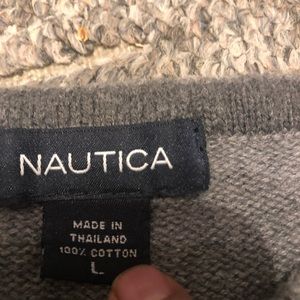 NAUTICA
MADE IN
THAILAND
100% COTTON
L